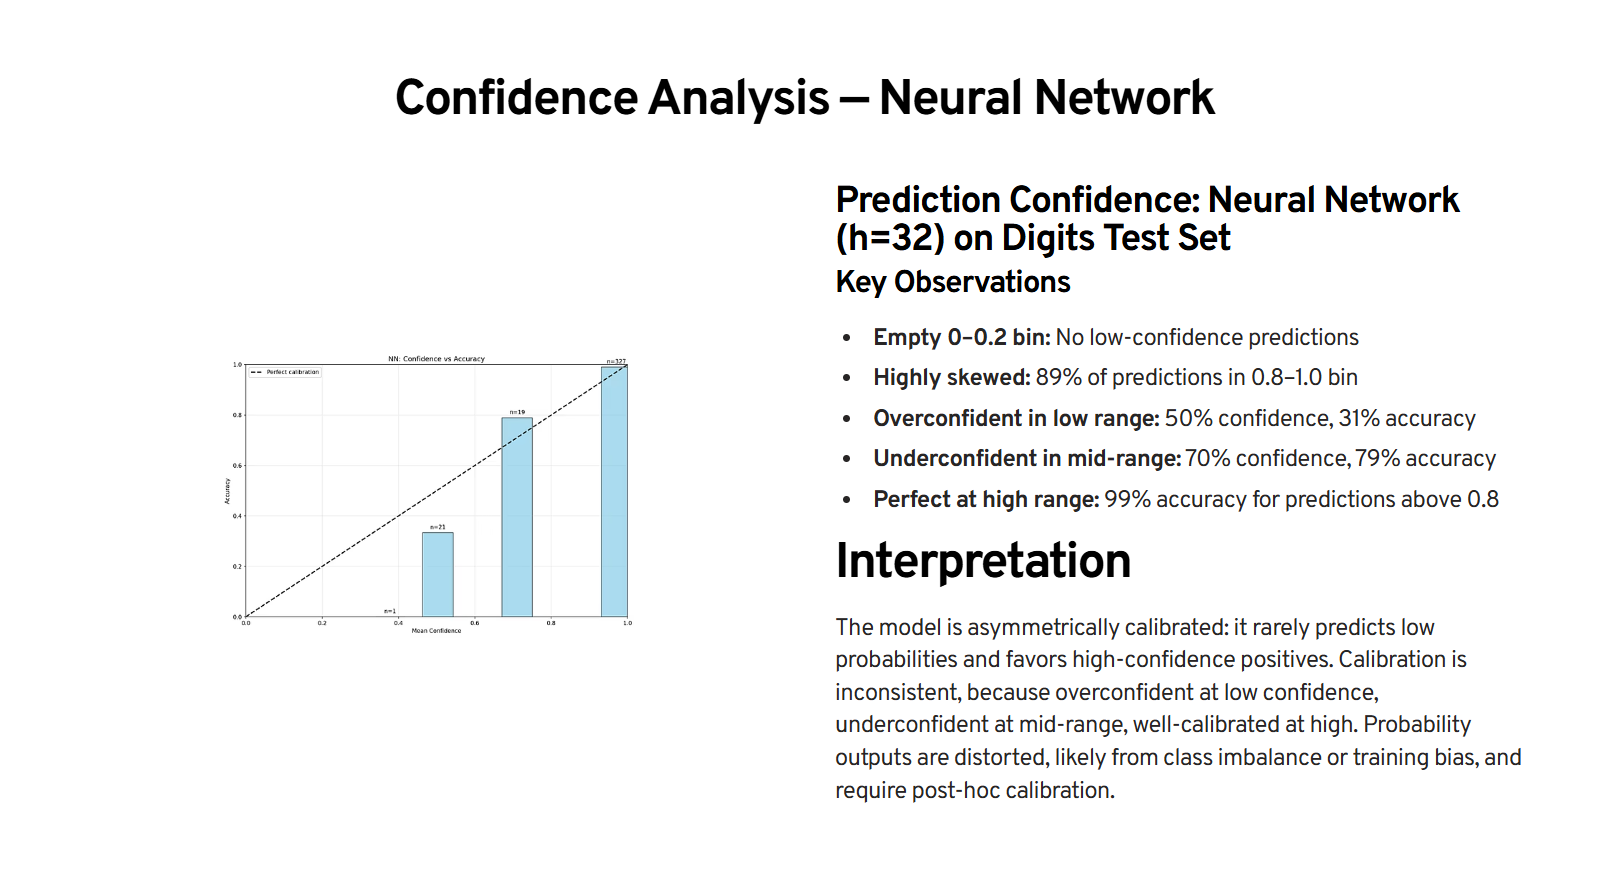 Confidence Analysis – Neural Network
NN: Confidence vs Accuracy
Perfect calibration
n=327
n=19
n=21
n=1
1.0
0.8
0.6
0.4
0.2
0.0
Accuracy
0.0 0.2 0.4 0.6 0.8 1.0
Mean Confidence
Prediction Confidence: Neural Network
(h=32) on Digits Test Set
Key Observations
• Empty 0–0.2 bin: No low-confidence predictions
• Highly skewed: 89% of predictions in 0.8–1.0 bin
• Overconfident in low range: 50% confidence, 31% accuracy
• Underconfident in mid-range: 70% confidence, 79% accuracy
• Perfect at high range: 99% accuracy for predictions above 0.8
Interpretation
The model is asymmetrically calibrated: it rarely predicts low
probabilities and favors high-confidence positives. Calibration is
inconsistent, because overconfident at low confidence,
underconfident at mid-range, well-calibrated at high. Probability
outputs are distorted, likely from class imbalance or training bias, and
require post-hoc calibration.